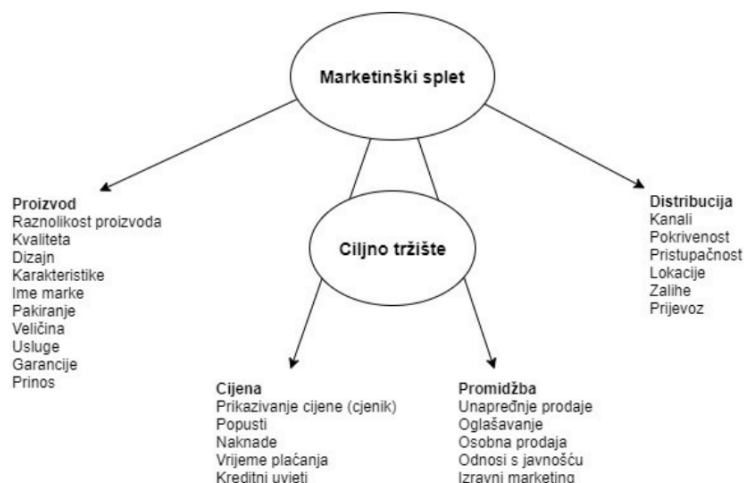 Marketinški splet
Ciljno tržište
Proizvod
Raznolikost proizvoda
Kvaliteta
Dizajn
Karakteristike
Ime marke
Pakiranje
Veličina
Usluge
Garancije
Prinos
Cijena
Prikazivanje cijene (cjenik)
Popusti
Naknade
Vrijeme plaćanja
Kreditni uvjeti
Promidžba
Unapređnje prodaje
Oglašavanje
Osobna prodaja
Odnosi s javnošću
Izravni marketing
Distribucija
Kanali
Pokrivenost
Pristupačnost
Lokacije
Zalihe
Prijevoz